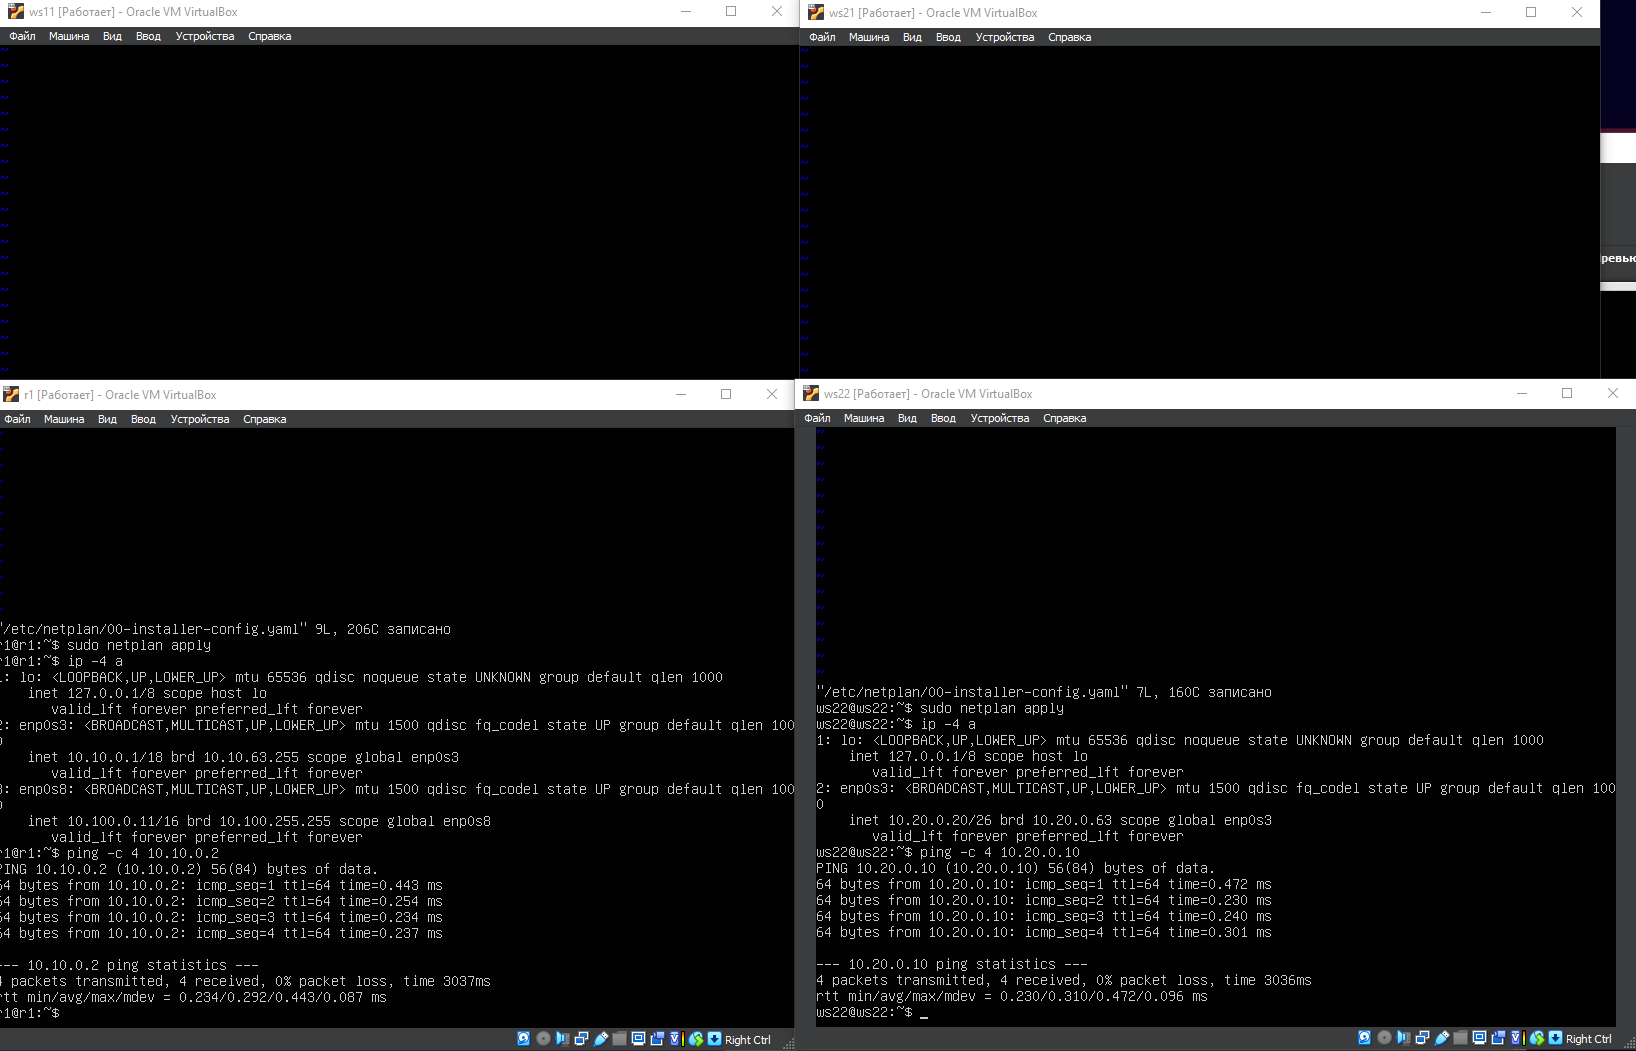 ws11 [Работает] - Oracle VM VirtualBox
Файл Машина Вид Ввод Устройства Справка
ws21 [Работает] - Oracle VM VirtualBox
Файл Машина Вид Ввод Устройства Справка
ревью
r1 [Работает] - Oracle VM VirtualBox
Файл Машина Вид Ввод Устройства Справка
"/etc/netplan/00-installer-config.yaml" 9L, 206C записано
r1@r1:~$ sudo netplan apply
r1@r1:~$ ip -4 a
1: lo: <LOOPBACK,UP,LOWER_UP> mtu 65536 qdisc noqueue state UNKNOWN group default qlen 1000
inet 127.0.0.1/8 scope host lo
valid_lft forever preferred_lft forever
2: enp0s3: <BROADCAST,MULTICAST,UP,LOWER_UP> mtu 1500 qdisc fq_codel state UP group default qlen 100
0
inet 10.10.0.1/18 brd 10.10.63.255 scope global enp0s3
valid_lft forever preferred_lft forever
3: enp0s8: <BROADCAST,MULTICAST,UP,LOWER_UP> mtu 1500 qdisc fq_codel state UP group default qlen 100
0
inet 10.100.0.11/16 brd 10.100.255.255 scope global enp0s8
valid_lft forever preferred_lft forever
r1@r1:~$ ping -c 4 10.10.0.2
PING 10.10.0.2 (10.10.0.2) 56(84) bytes of data.
64 bytes from 10.10.0.2: icmp_seq=1 ttl=64 time=0.443 ms
64 bytes from 10.10.0.2: icmp_seq=2 ttl=64 time=0.254 ms
64 bytes from 10.10.0.2: icmp_seq=3 ttl=64 time=0.234 ms
64 bytes from 10.10.0.2: icmp_seq=4 ttl=64 time=0.237 ms
--- 10.10.0.2 ping statistics ---
4 packets transmitted, 4 received, 0% packet loss, time 3037ms
rtt min/avg/max/mdev = 0.234/0.292/0.443/0.087 ms
r1@r1:~$
Right Ctrl
ws22 [Работает] - Oracle VM VirtualBox
Файл Машина Вид Ввод Устройства Справка
"/etc/netplan/00-installer-config.yaml" 7L, 160C записано
ws22@ws22:~$ sudo netplan apply
ws22@ws22:~$ ip -4 a
1: lo: <LOOPBACK,UP,LOWER_UP> mtu 65536 qdisc noqueue state UNKNOWN group default qlen 1000
inet 127.0.0.1/8 scope host lo
valid_lft forever preferred_lft forever
2: enp0s3: <BROADCAST,MULTICAST,UP,LOWER_UP> mtu 1500 qdisc fq_codel state UP group default qlen 100
0
inet 10.20.0.20/26 brd 10.20.0.63 scope global enp0s3
valid_lft forever preferred_lft forever
ws22@ws22:~$ ping -c 4 10.20.0.10
PING 10.20.0.10 (10.20.0.10) 56(84) bytes of data.
64 bytes from 10.20.0.10: icmp_seq=1 ttl=64 time=0.472 ms
64 bytes from 10.20.0.10: icmp_seq=2 ttl=64 time=0.230 ms
64 bytes from 10.20.0.10: icmp_seq=3 ttl=64 time=0.240 ms
64 bytes from 10.20.0.10: icmp_seq=4 ttl=64 time=0.301 ms
--- 10.20.0.10 ping statistics ---
4 packets transmitted, 4 received, 0% packet loss, time 3036ms
rtt min/avg/max/mdev = 0.230/0.310/0.472/0.096 ms
ws22@ws22:~$ _
Right Ctrl